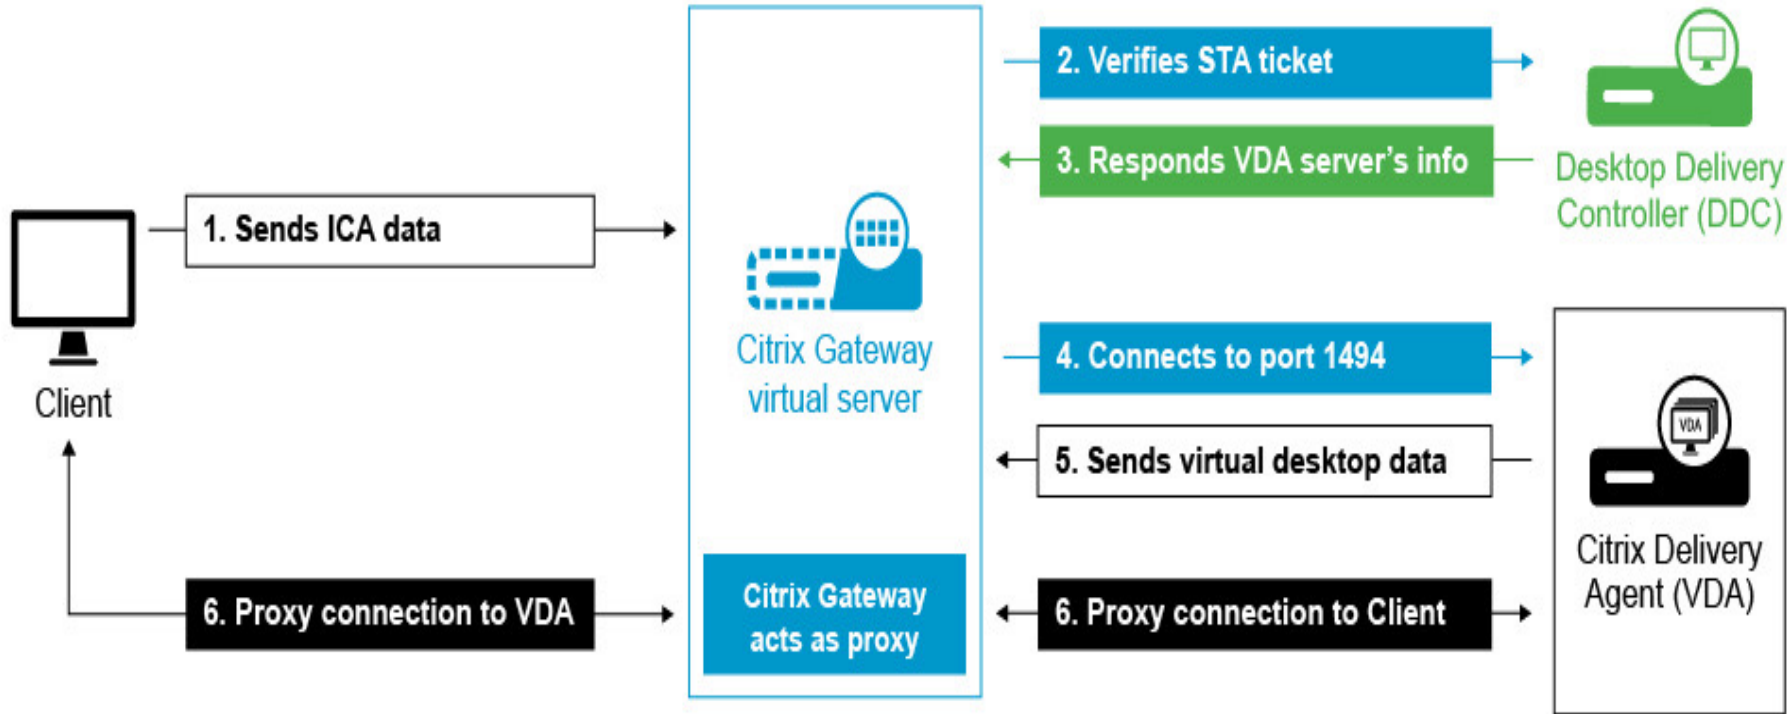 2. Verifies STA ticket
3. Responds VDA server's info
Desktop Delivery
Controller (DDC)
1. Sends ICA data
Client
Citrix Gateway
virtual server
4. Connects to port 1494
5. Sends virtual desktop data
VDA
Citrix Delivery
Agent (VDA)
6. Proxy connection to VDA
Citrix Gateway
acts as proxy
6. Proxy connection to Client